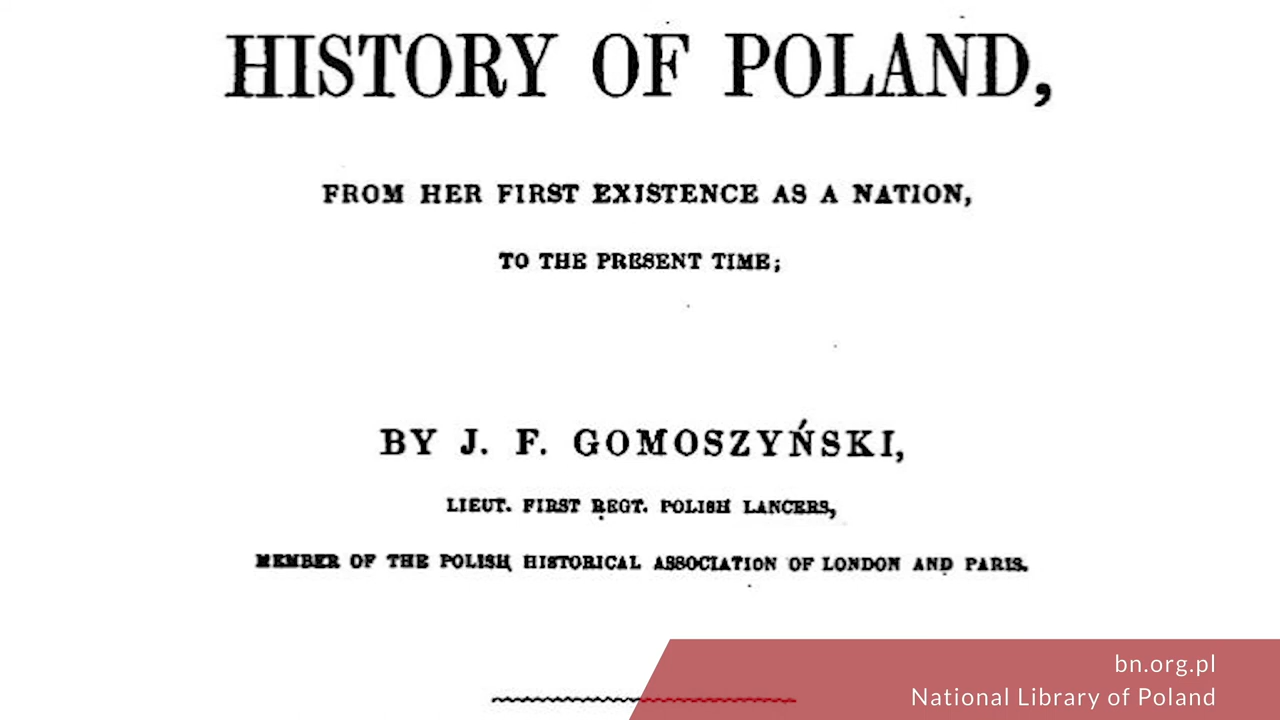 HISTORY OF POLAND,
FROM HER FIRST EXISTENCE AS A NATION,
TO THE PRESENT TIME;
BY J. F. GOMOSZYŃSKI,
LIEUT. FIRST REGT. POLISH LANCERS,
MEMBER OF THE POLISH HISTORICAL ASSOCIATION OF LONDON AND PARIS.
bn.org.pl
National Library of Poland